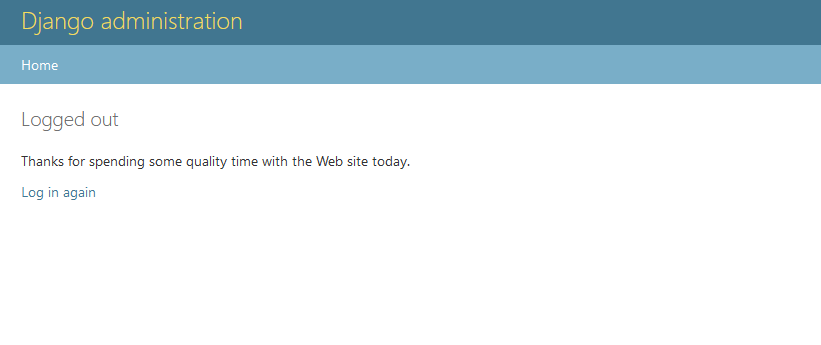 Django administration
Home
Logged out
Thanks for spending some quality time with the Web site today.
Log in again